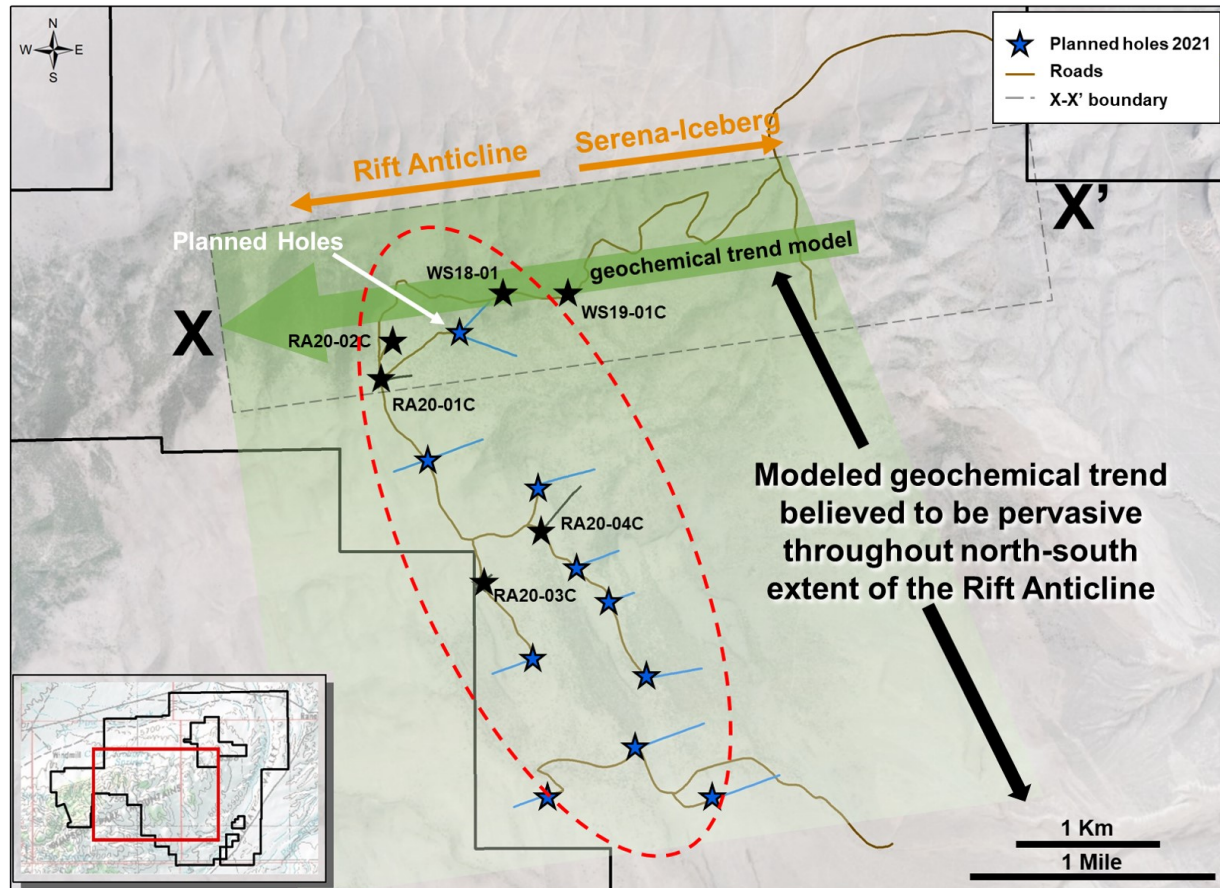 N
W E
S
Planned holes 2021
Roads
X-X' boundary
Rift Anticline
Serena-Iceberg
X’
Planned Holes
WS18-01
geochemical trend model
WS19-01C
X
RA20-02C
RA20-01C
RA20-04C
RA20-03C
Modeled geochemical trend
believed to be pervasive
throughout north-south
extent of the Rift Anticline
1 Km
1 Mile